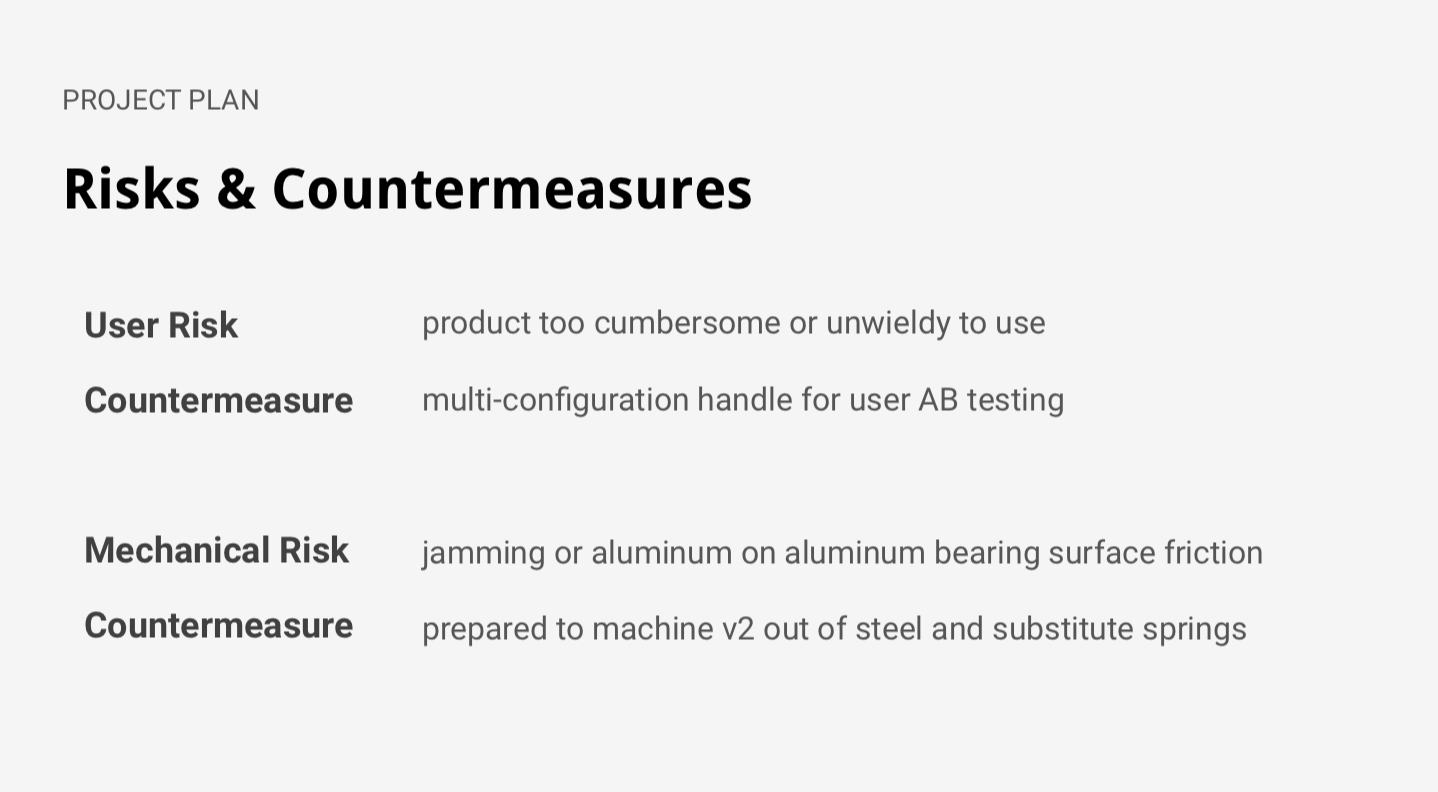 PROJECT PLAN
Risks & Countermeasures
User Risk product too cumbersome or unwieldy to use
Countermeasure multi-configuration handle for user AB testing
Mechanical Risk jamming or aluminum on aluminum bearing surface friction
Countermeasure prepared to machine v2 out of steel and substitute springs